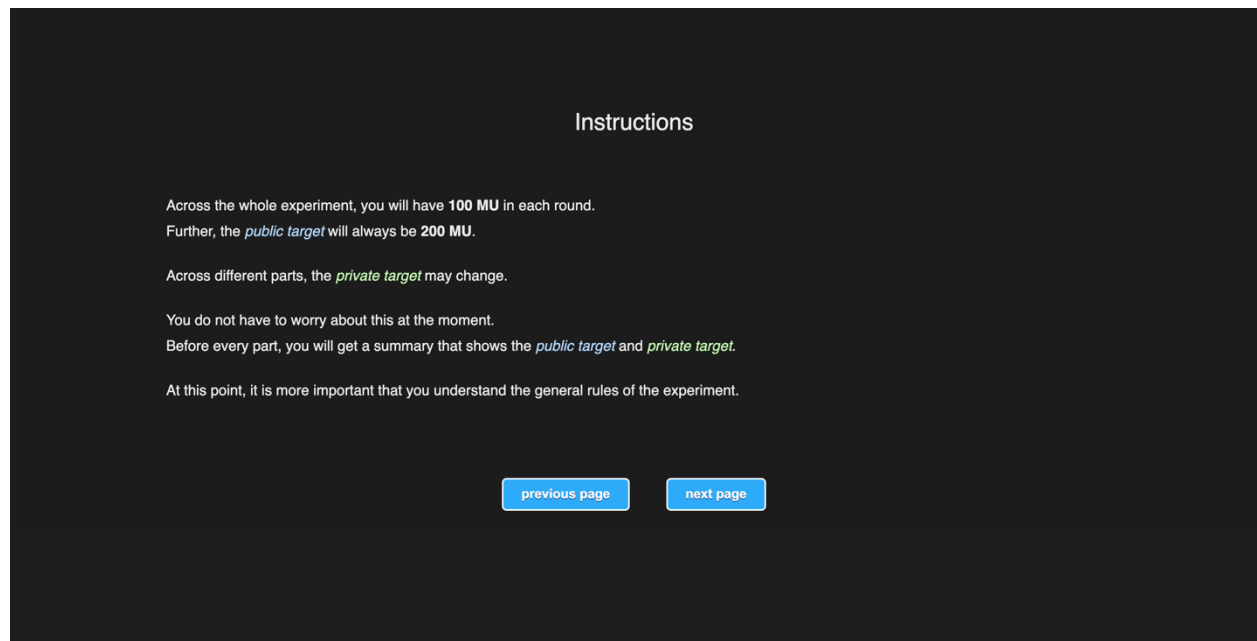 Instructions
Across the whole experiment, you will have 100 MU in each round.
Further, the public target will always be 200 MU.
Across different parts, the private target may change.
You do not have to worry about this at the moment.
Before every part, you will get a summary that shows the public target and private target.
At this point, it is more important that you understand the general rules of the experiment.
previous page next page